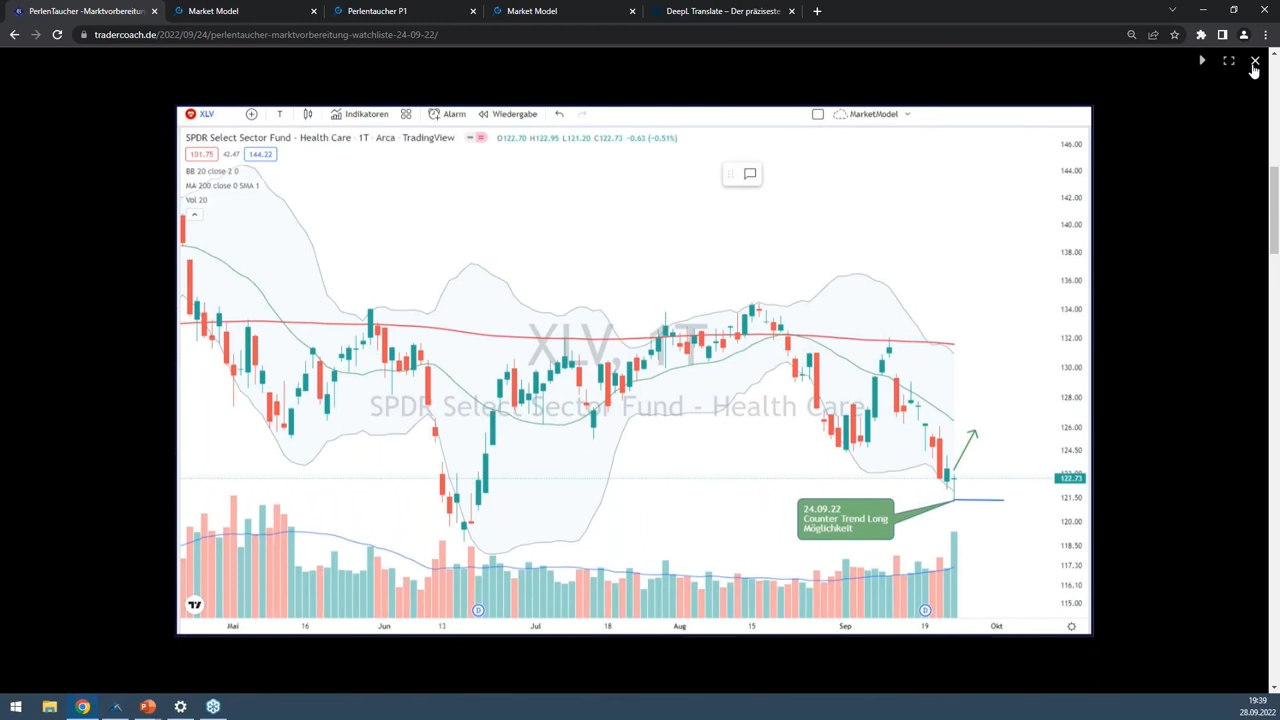 PerlenTaucher -Marktvorbereitun
Market Model
Perlentaucher P1
Market Model
DeepL Translate – Der präziseste
tradercoach.de/2022/09/24/perlentaucher-marktvorbereitung-watchliste-24-09-22/
XLV
T
Indikatoren
Alarm
Wiedergabe
MarketModel
SPDR Select Sector Fund - Health Care · 1T · Arca · TradingView
O122.70 H122.95 L121.20 C122.73 -0.63 (-0.51%)
101.75 42.47 144.22
BB 20 close 2 0
MA 200 close 0 SMA 1
Vol 20
XLV, 1T
SPDR Select Sector Fund - Health Care
146.00
144.00
142.00
140.00
138.00
136.00
134.00
132.00
130.00
128.00
126.00
124.50
122.73
121.50
120.00
118.50
117.30
116.10
115.00
24.09.22
Counter Trend Long
Möglichkeit
D
D
Mai
16
Jun
13
Jul
18
Aug
15
Sep
19
Okt
19:39
28.09.2022